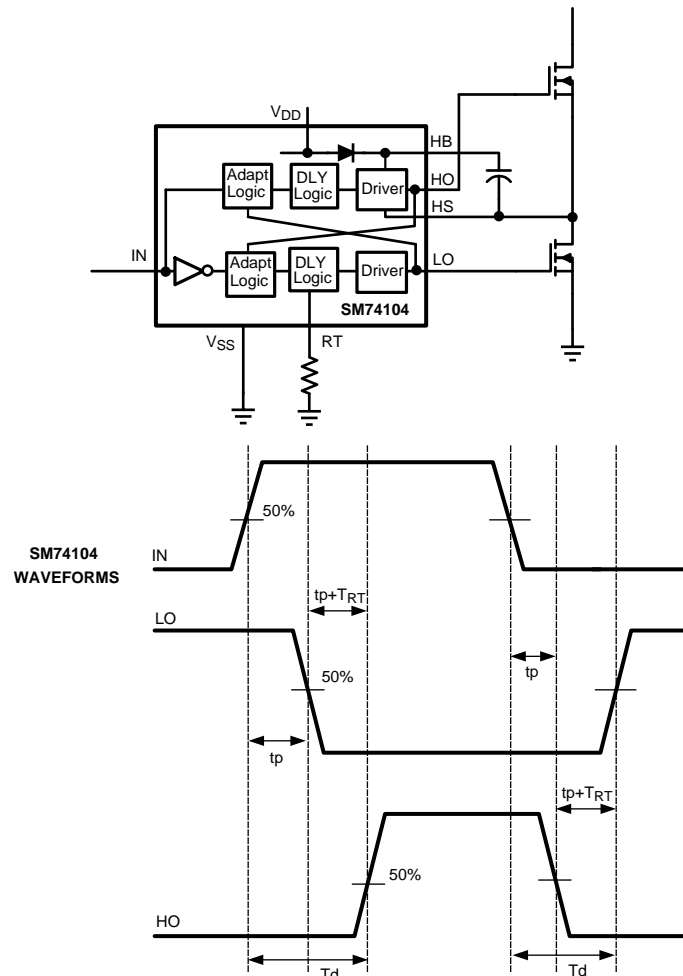 VDD
HB
HO
HS
LO
IN
Adapt
Logic
DLY
Logic
Driver
Adapt
Logic
DLY
Logic
Driver
SM74104
VSS
RT
SM74104
WAVEFORMS
IN
50%
tp+TRT
LO
50%
tp
tp
tp+TRT
50%
HO
Td
Td